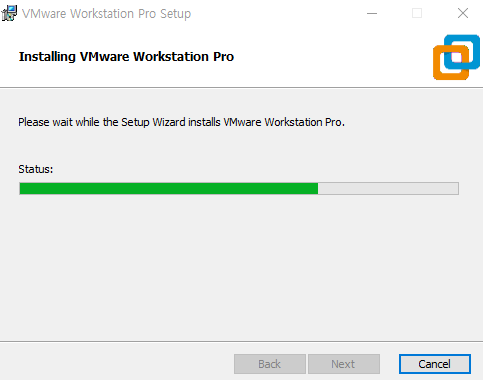 VMware Workstation Pro Setup
Installing VMware Workstation Pro
Please wait while the Setup Wizard installs VMware Workstation Pro.
Status:
Back Next Cancel